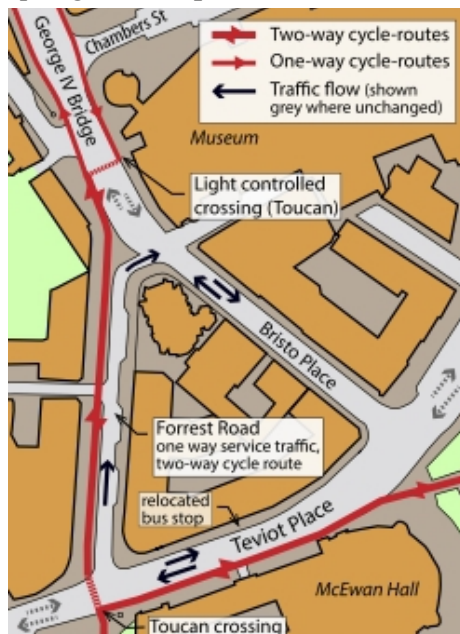 George IV Bridge
Chambers St
Two-way cycle-routes
One-way cycle-routes
Traffic flow (shown
grey where unchanged)
Museum
Light controlled
crossing (Toucan)
Bristo Place
Forrest Road
one way service traffic,
two-way cycle route
relocated
bus stop
Teviot Place
McEwan Hall
Toucan crossing